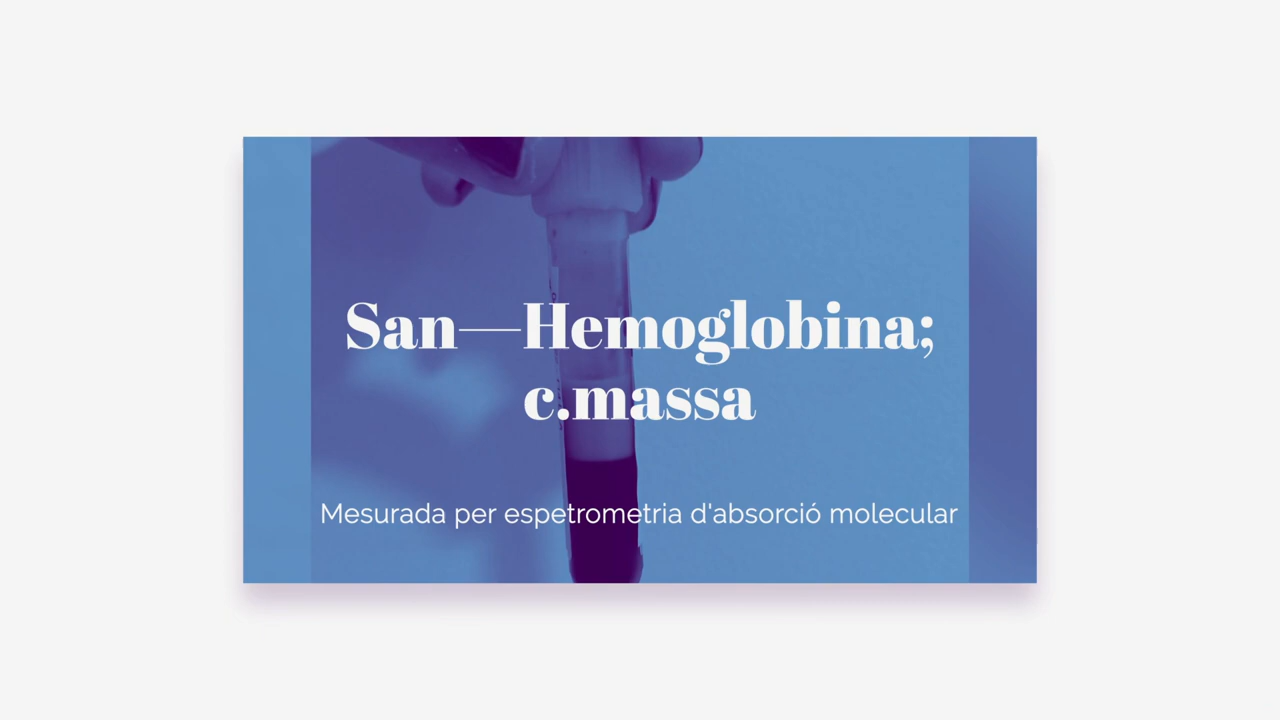 San—Hemoglobina;
c.massa
Mesurada per espetrometria d'absorció molecular